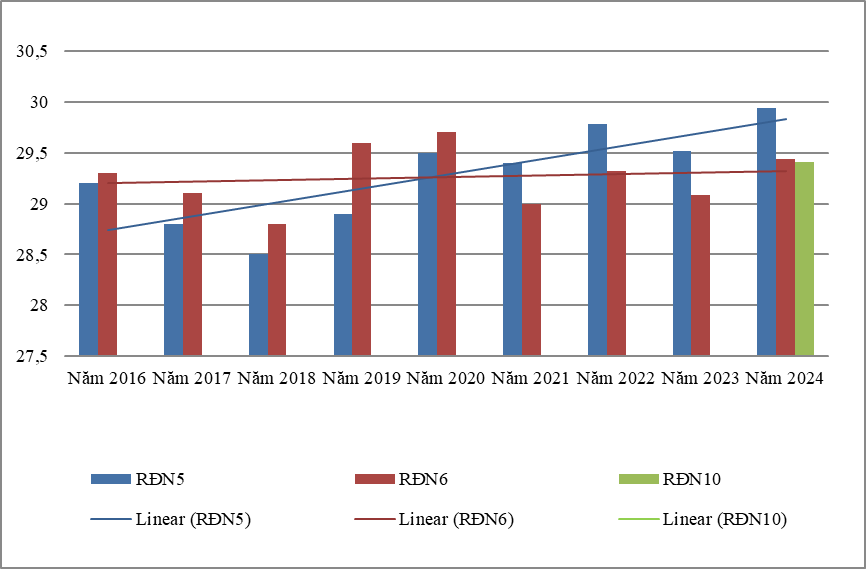 30,5
30
29,5
29
28,5
28
27,5
Năm 2016 Năm 2017 Năm 2018 Năm 2019 Năm 2020 Năm 2021 Năm 2022 Năm 2023 Năm 2024
RĐN5 RĐN6 RĐN10
Linear (RĐN5) Linear (RĐN6) Linear (RĐN10)